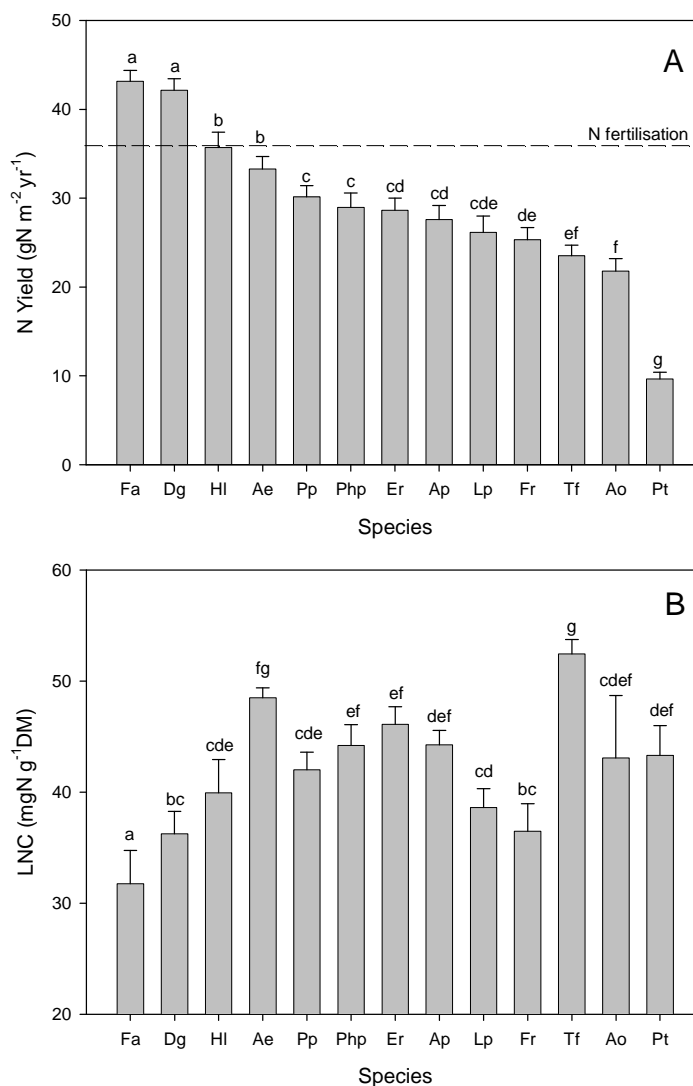 A
50
40
30
20
10
0
N Yield (gN m⁻² yr⁻¹)
N fertilisation
a a b b c c cd cd cde de ef f g
Fa Dg Hl Ae Pp Php Er Ap Lp Fr Tf Ao Pt
Species
B
60
50
40
30
20
LNC (mgN g⁻¹DM)
a bc cde fg cde ef ef def cd bc g cdef def
Fa Dg Hl Ae Pp Php Er Ap Lp Fr Tf Ao Pt
Species